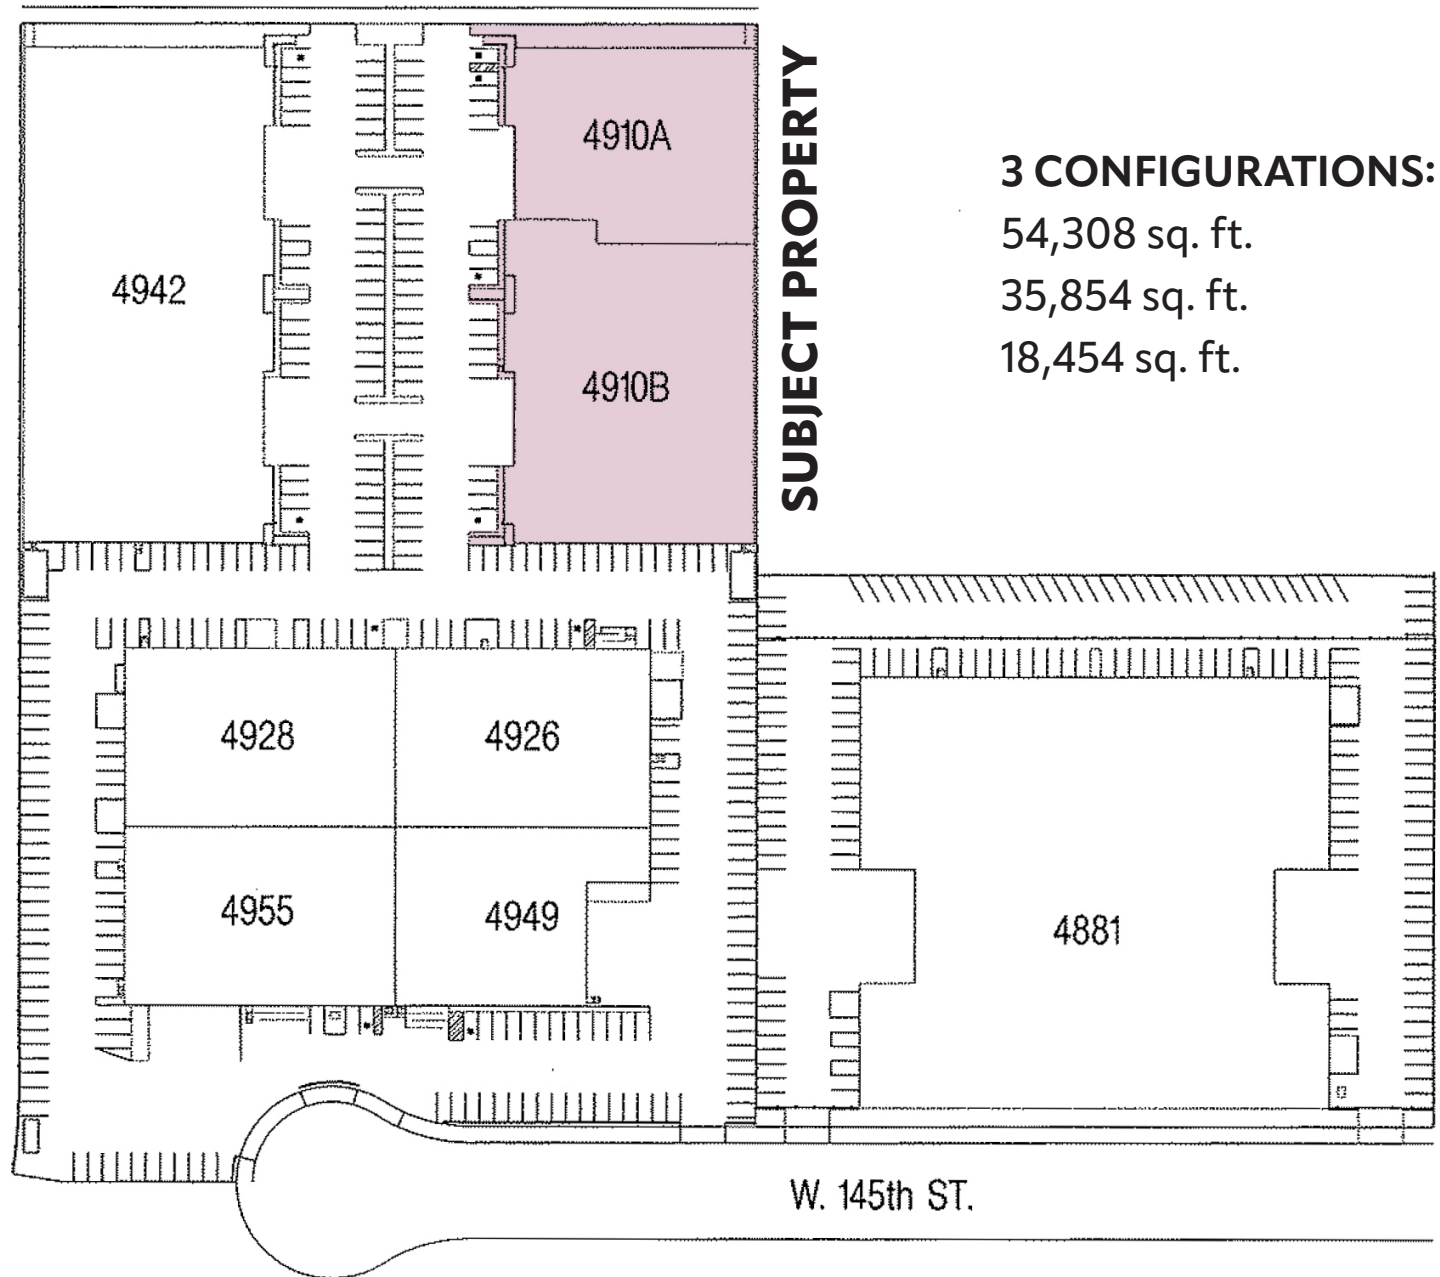 4910A
SUBJECT PROPERTY
3 CONFIGURATIONS:
54,308 sq. ft.
35,854 sq. ft.
18,454 sq. ft.
4942
4910B
4928
4926
4955
4949
4881
W. 145th ST.